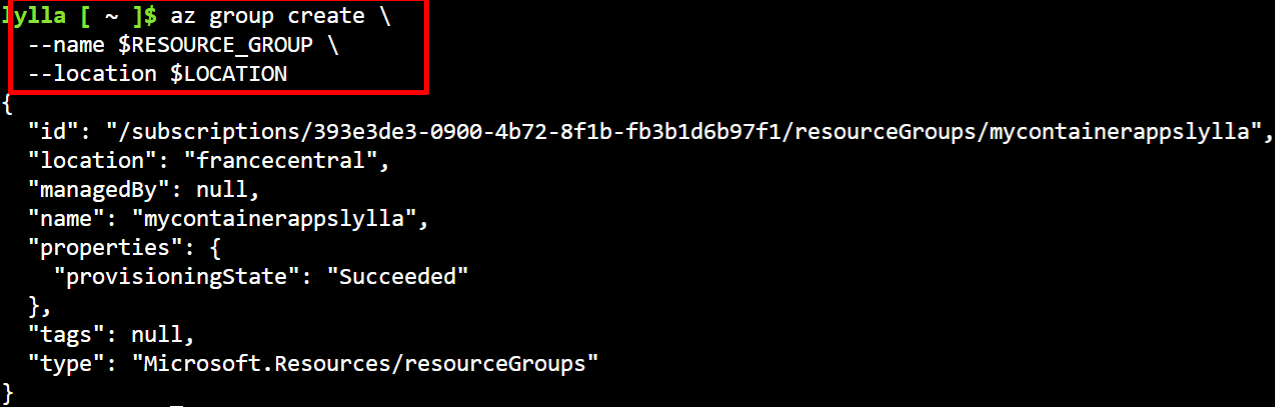 lylla [ ~ ]$ az group create \
  --name $RESOURCE_GROUP \
  --location $LOCATION
{
  "id": "/subscriptions/393e3de3-0900-4b72-8f1b-fb3b1d6b97f1/resourceGroups/mycontainerappslylla",
  "location": "francecentral",
  "managedBy": null,
  "name": "mycontainerappslylla",
  "properties": {
    "provisioningState": "Succeeded"
  },
  "tags": null,
  "type": "Microsoft.Resources/resourceGroups"
}